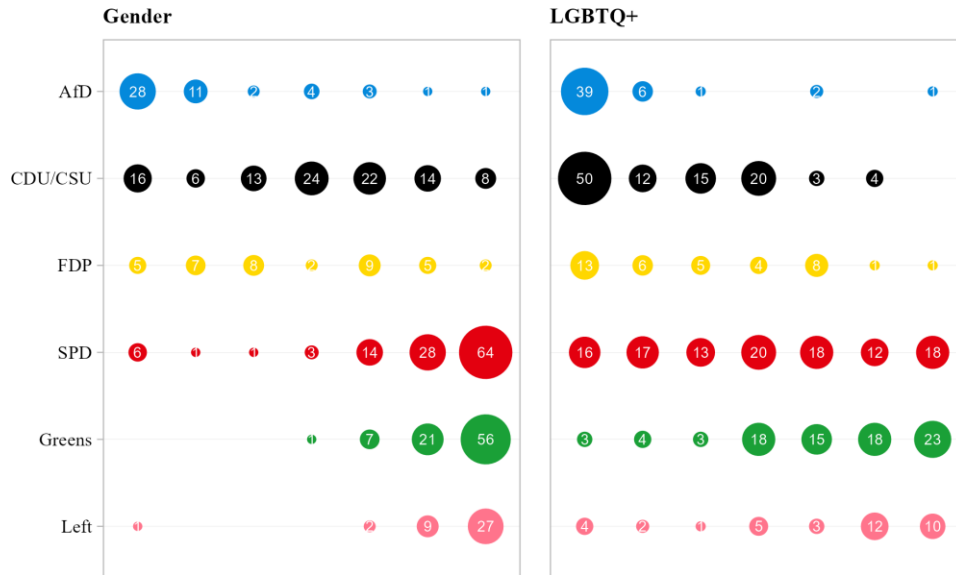 Gender LGBTQ+
AfD 28 11 2 4 3 1 1 39 6 1 2 1
CDU/CSU 16 6 13 24 22 14 8 50 12 15 20 3 4
FDP 5 7 8 2 9 5 2 13 6 5 4 8 1 1
SPD 6 1 1 3 14 28 64 16 17 13 20 18 12 18
Greens 1 7 21 56 3 4 3 18 15 18 23
Left 1 2 9 27 4 2 1 5 3 12 10